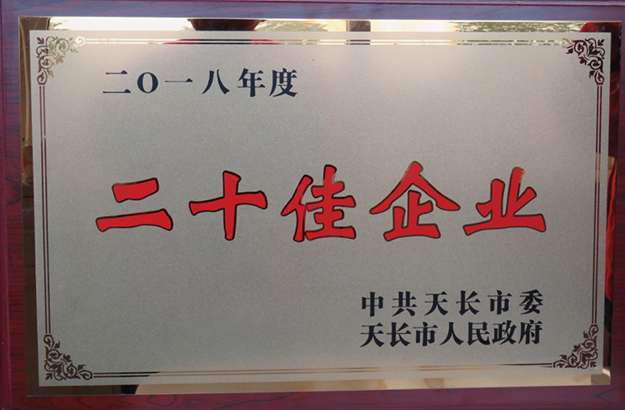 二O一八年度
二十佳企业
中共天长市委
天长市人民政府